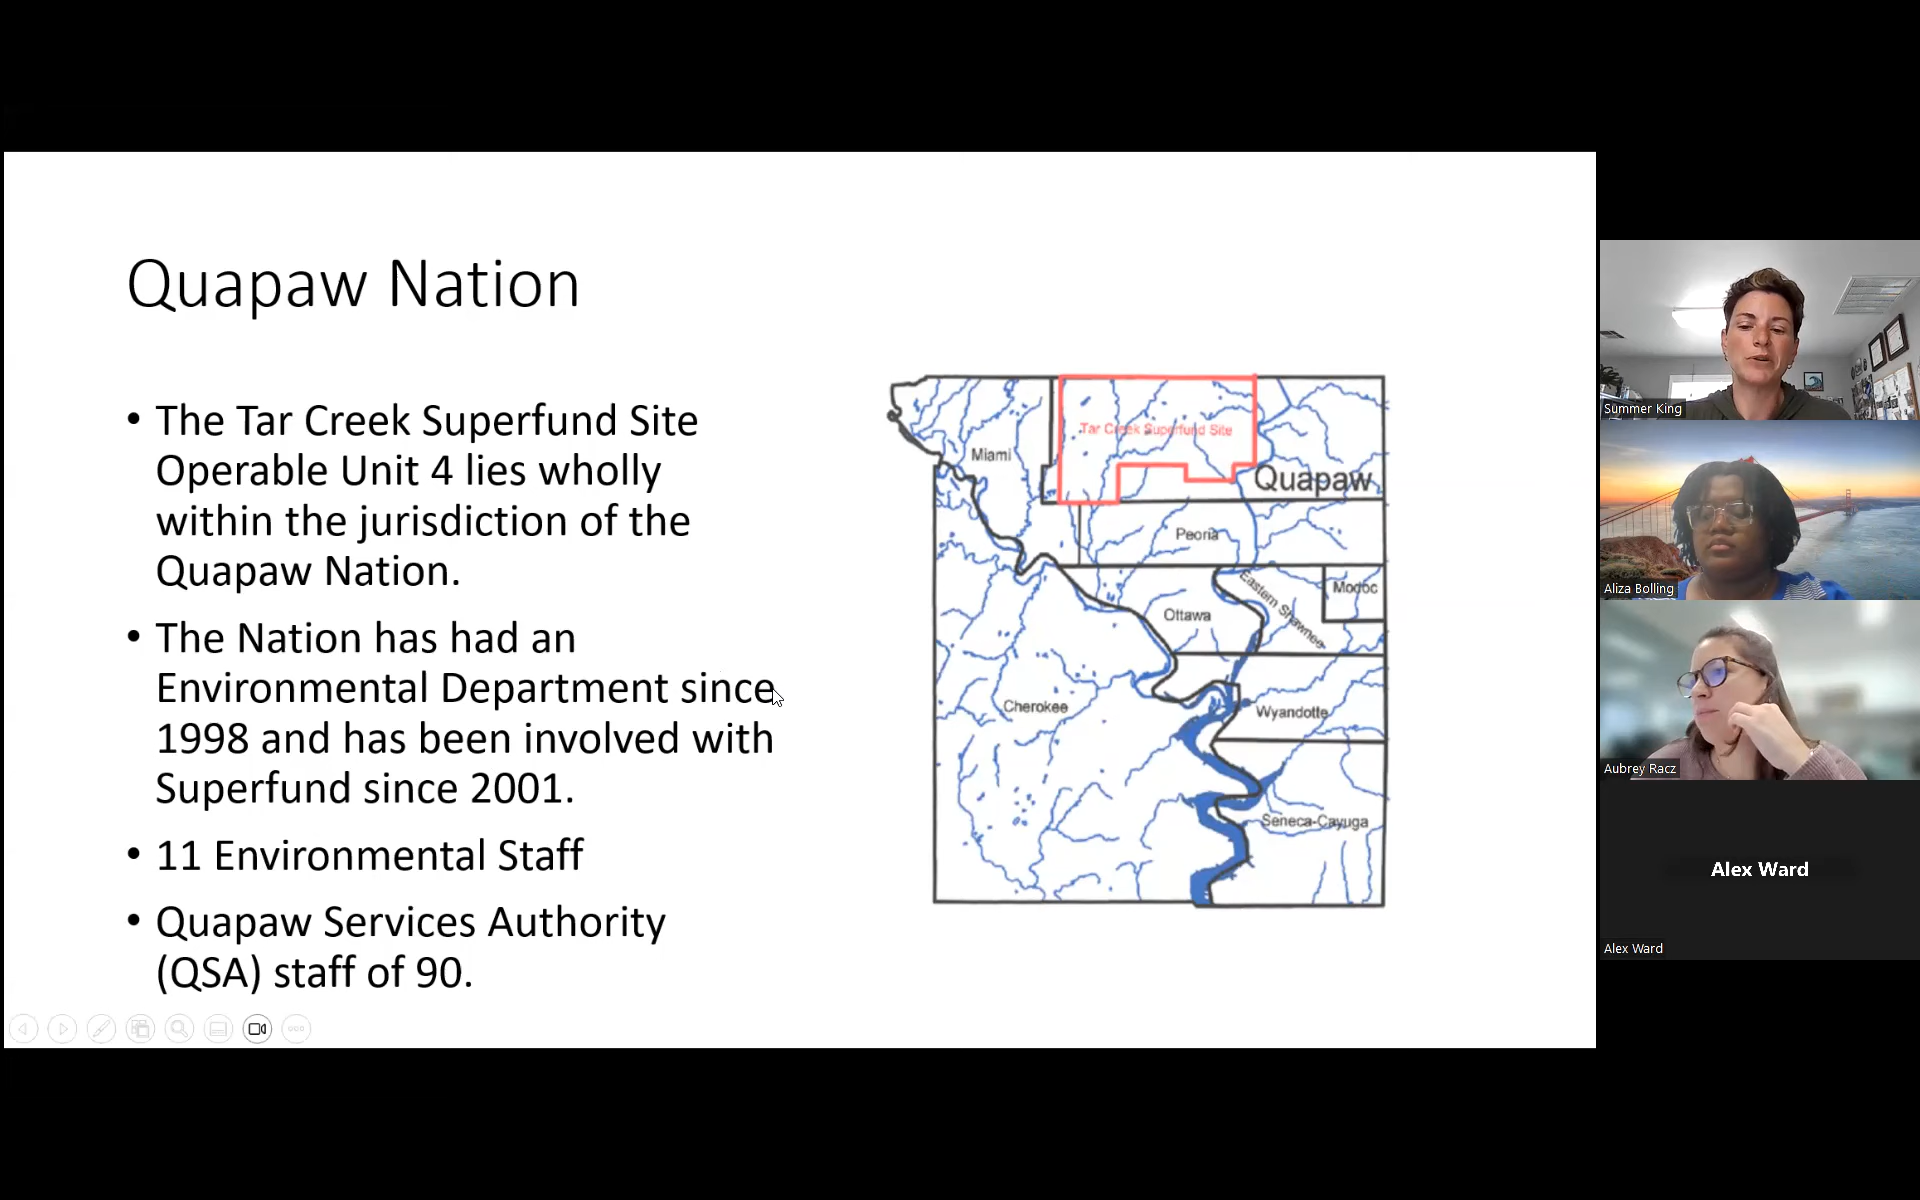 Quapaw Nation
• The Tar Creek Superfund Site
Operable Unit 4 lies wholly
within the jurisdiction of the
Quapaw Nation.
• The Nation has had an
Environmental Department since
1998 and has been involved with
Superfund since 2001.
• 11 Environmental Staff
• Quapaw Services Authority
(QSA) staff of 90.
Tar Creek Superfund Site
Miami
Quapaw
Peoria
Eastern Shawnee
Modoc
Ottawa
Cherokee
Wyandotte
Seneca-Cayuga
Summer King
Aliza Bolling
Aubrey Racz
Alex Ward
Alex Ward